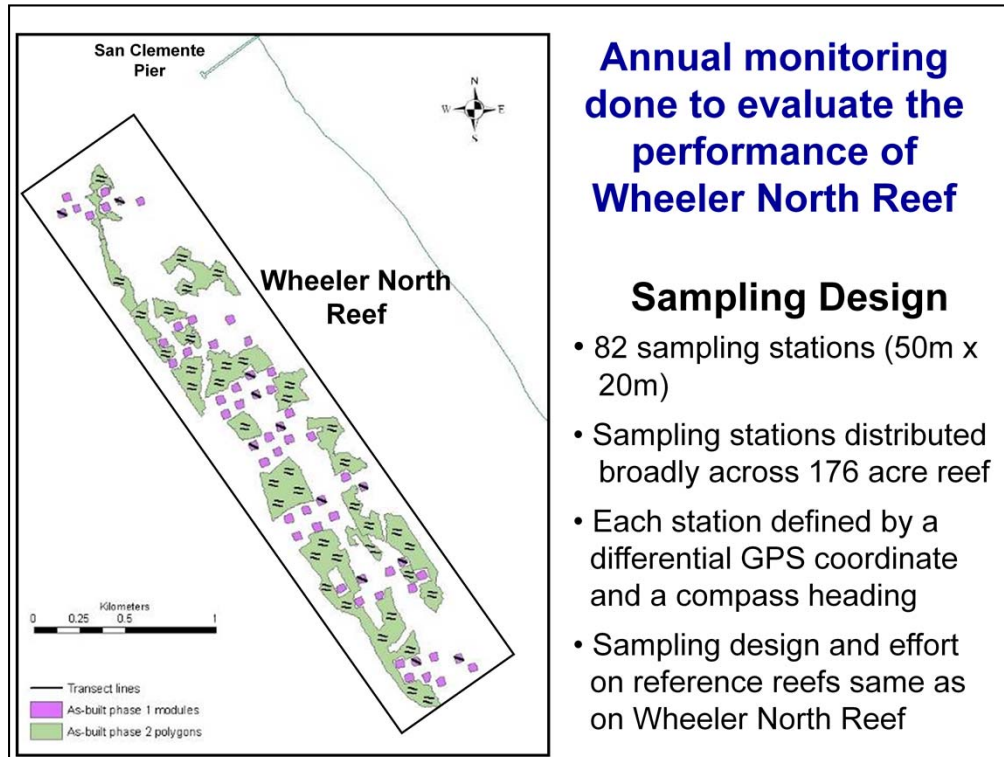 San Clemente
Pier
N
W E
S
Wheeler North
Reef
Kilometers
0 0.25 0.5 1
Transect lines
As-built phase 1 modules
As-built phase 2 polygons
Annual monitoring
done to evaluate the
performance of
Wheeler North Reef
Sampling Design
• 82 sampling stations (50m x
20m)
• Sampling stations distributed
broadly across 176 acre reef
• Each station defined by a
differential GPS coordinate
and a compass heading
• Sampling design and effort
on reference reefs same as
on Wheeler North Reef